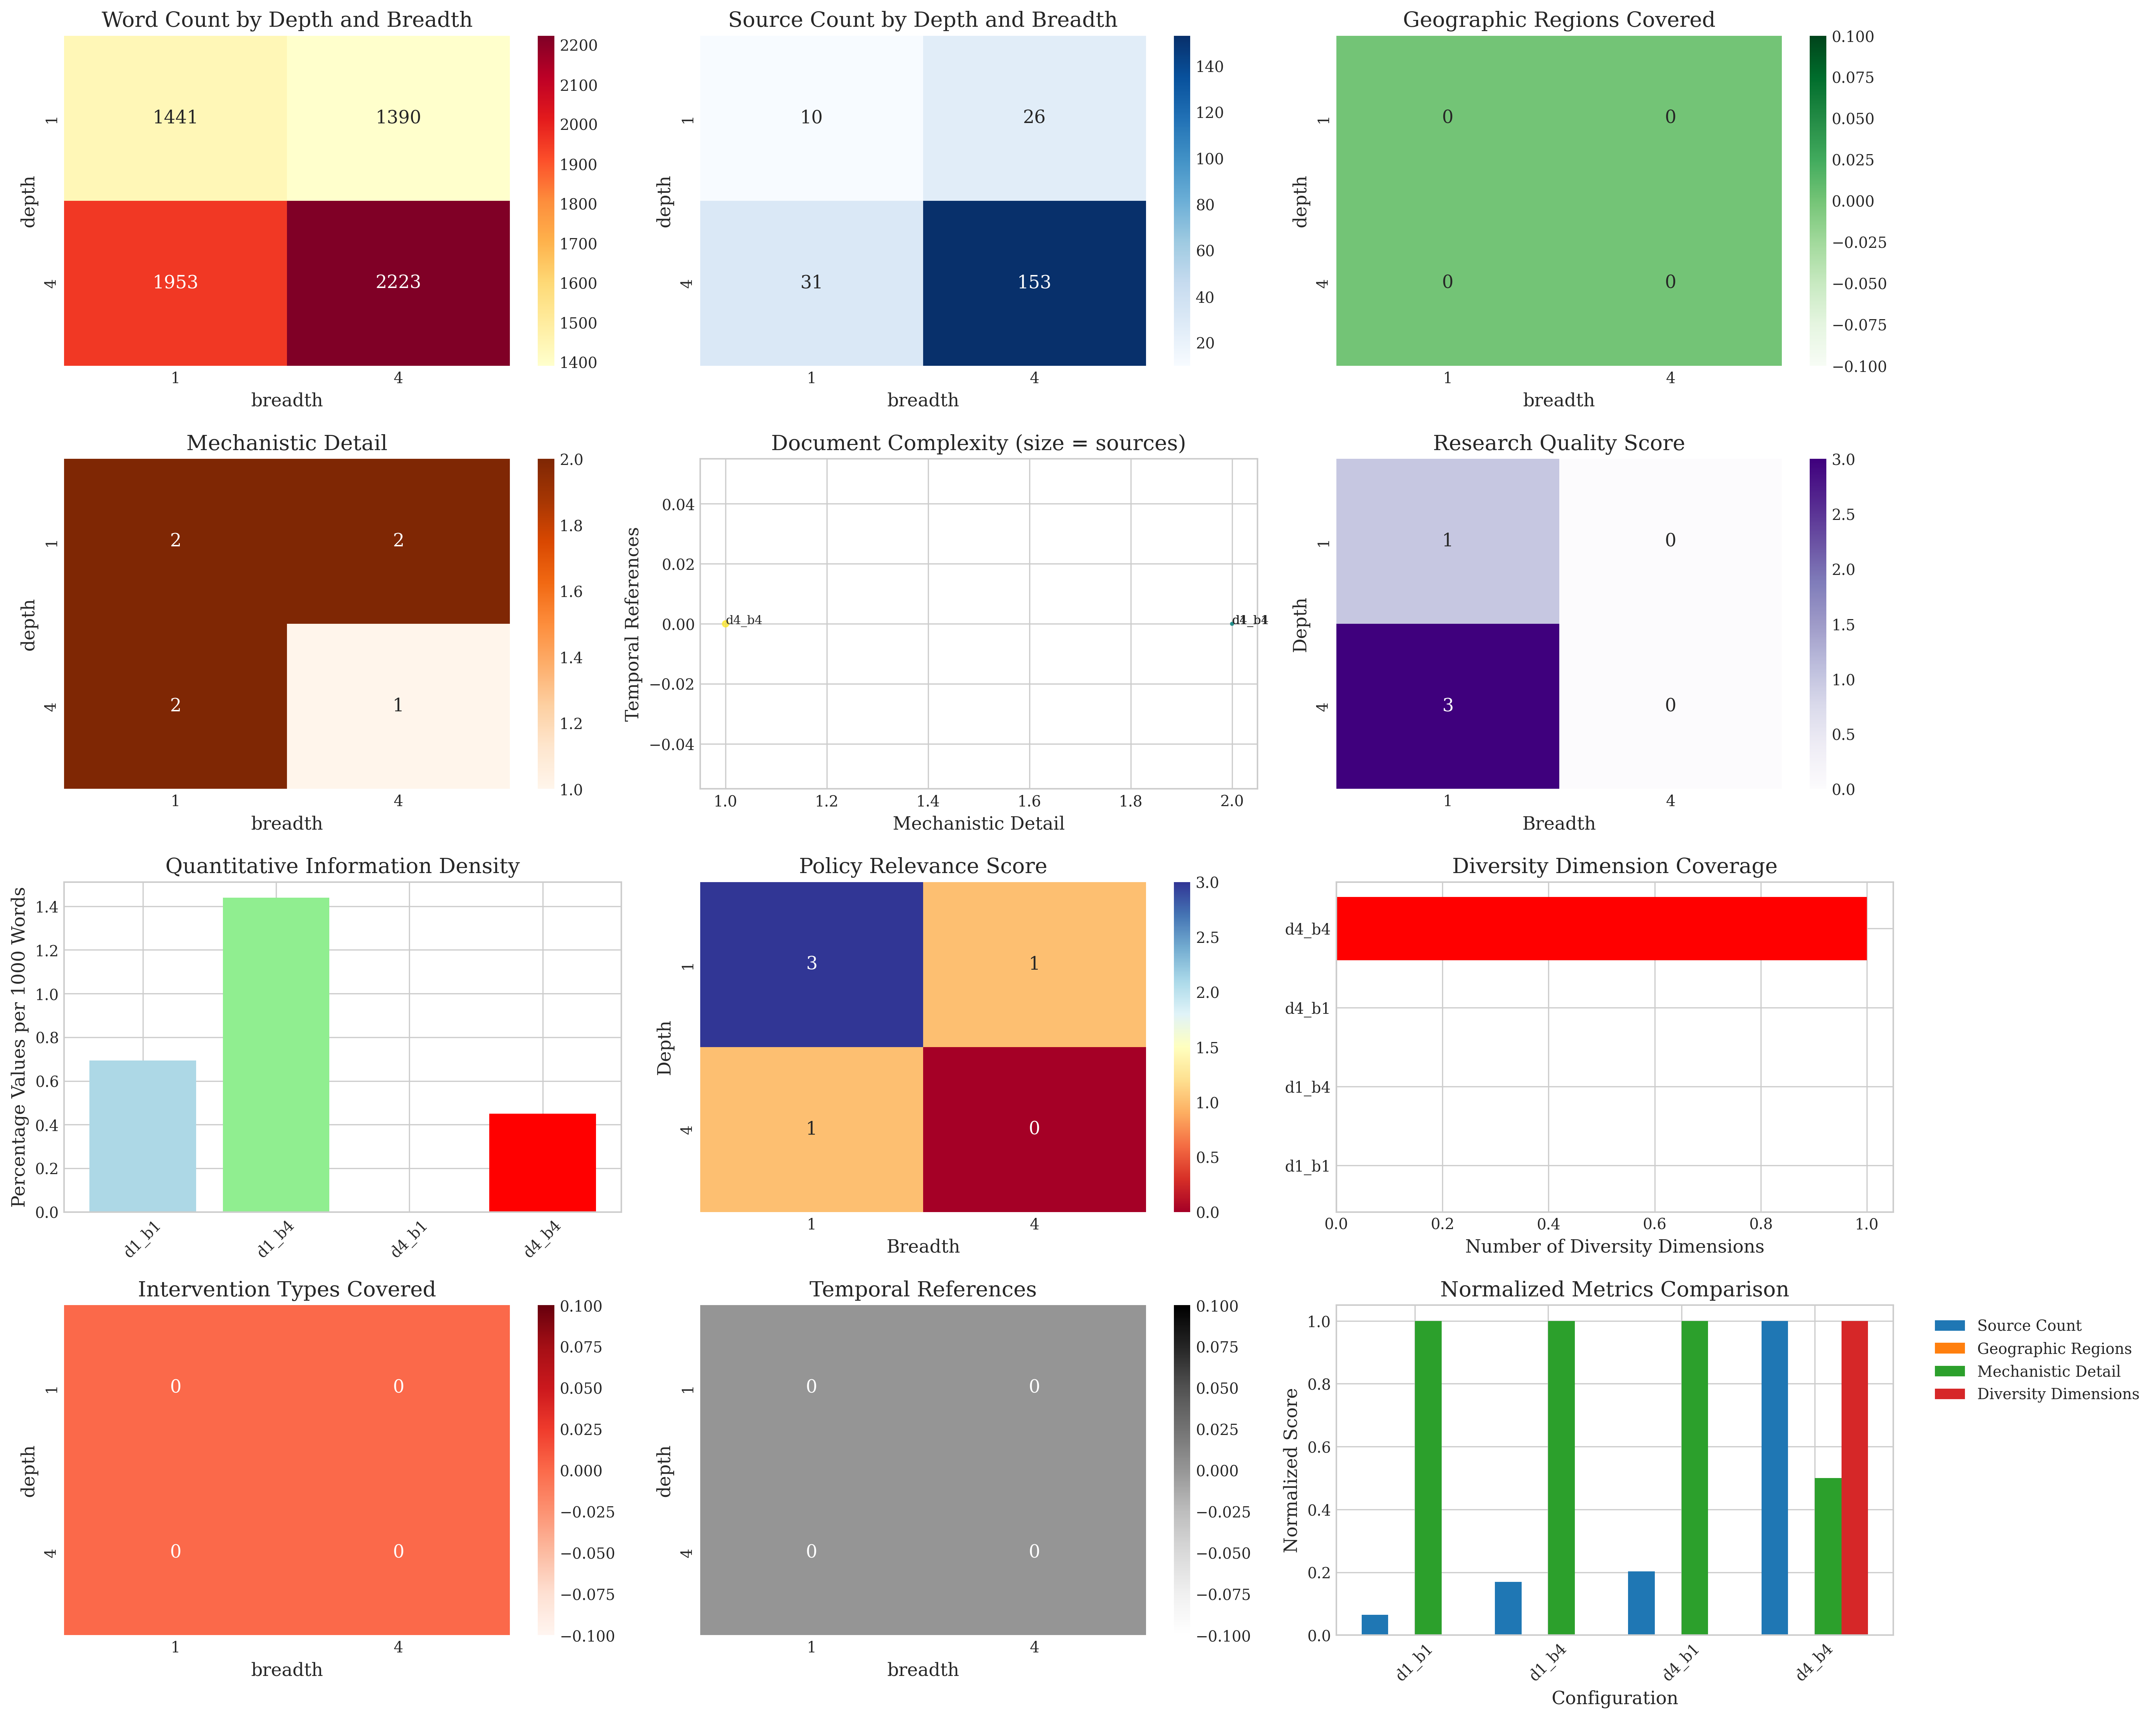 Word Count by Depth and Breadth
1441 1390
1953 2223
1
4
depth
1 4
breadth
2200
2100
2000
1900
1800
1700
1600
1500
1400
Source Count by Depth and Breadth
10 26
31 153
1
4
depth
1 4
breadth
140
120
100
80
60
40
20
Geographic Regions Covered
0 0
0 0
1
4
depth
1 4
breadth
0.100
0.075
0.050
0.025
0.000
−0.025
−0.050
−0.075
−0.100
Mechanistic Detail
2 2
2 1
1
4
depth
1 4
breadth
2.0
1.8
1.6
1.4
1.2
1.0
Document Complexity (size = sources)
Temporal References
0.04
0.02
0.00
−0.02
−0.04
d4_b4
1.0 1.2 1.4 1.6 1.8 2.0
Mechanistic Detail
Research Quality Score
1 0
3 0
1
4
Depth
1 4
Breadth
3.0
2.5
2.0
1.5
1.0
0.5
0.0
Quantitative Information Density
Percentage Values per 1000 Words
1.4
1.2
1.0
0.8
0.6
0.4
0.2
0.0
d1_b1 d1_b4 d4_b1 d4_b4
Policy Relevance Score
3 1
1 0
1
4
Depth
1 4
Breadth
3.0
2.5
2.0
1.5
1.0
0.5
0.0
Diversity Dimension Coverage
d4_b4
d4_b1
d1_b4
d1_b1
0.0 0.2 0.4 0.6 0.8 1.0
Number of Diversity Dimensions
Intervention Types Covered
0 0
0 0
1
4
depth
1 4
breadth
0.100
0.075
0.050
0.025
0.000
−0.025
−0.050
−0.075
−0.100
Temporal References
0 0
0 0
1
4
depth
1 4
breadth
0.100
0.075
0.050
0.025
0.000
−0.025
−0.050
−0.075
−0.100
Normalized Metrics Comparison
Normalized Score
1.0
0.8
0.6
0.4
0.2
0.0
d1_b1 d1_b4 d4_b1 d4_b4
Configuration
Source Count
Geographic Regions
Mechanistic Detail
Diversity Dimensions